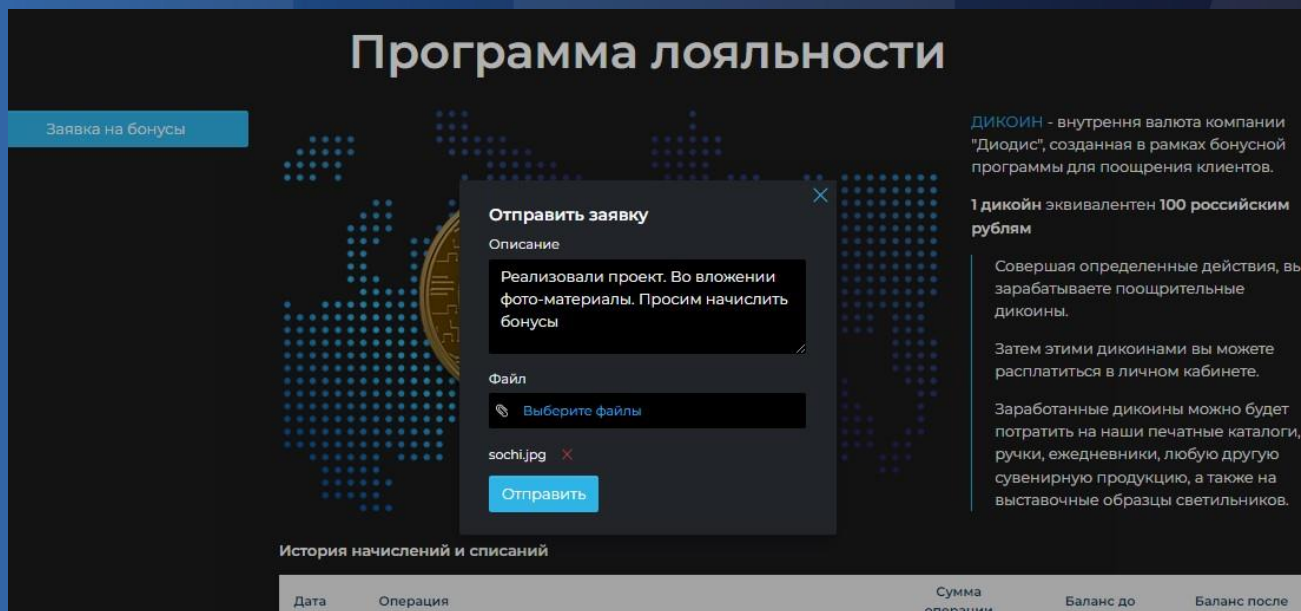 Программа лояльности
Заявка на бонусы
Отправить заявку
Описание
Реализовали проект. Во вложении
фото-материалы. Просим начислить
бонусы
Файл
Выберите файлы
sochi.jpg
Отправить
ДИКОИН - внутрення валюта компании
"Диодис", созданная в рамках бонусной
программы для поощрения клиентов.
1 дикойн эквивалентен 100 российским
рублям
Совершая определенные действия, вы
зарабатываете поощрительные
дикоины.
Затем этими дикоинами вы можете
расплатиться в личном кабинете.
Заработанные дикоины можно будет
потратить на наши печатные каталоги,
ручки, ежедневники, любую другую
сувенирную продукцию, а также на
выставочные образцы светильников.
История начислений и списаний
Дата Операция Сумма
операции Баланс до Баланс после